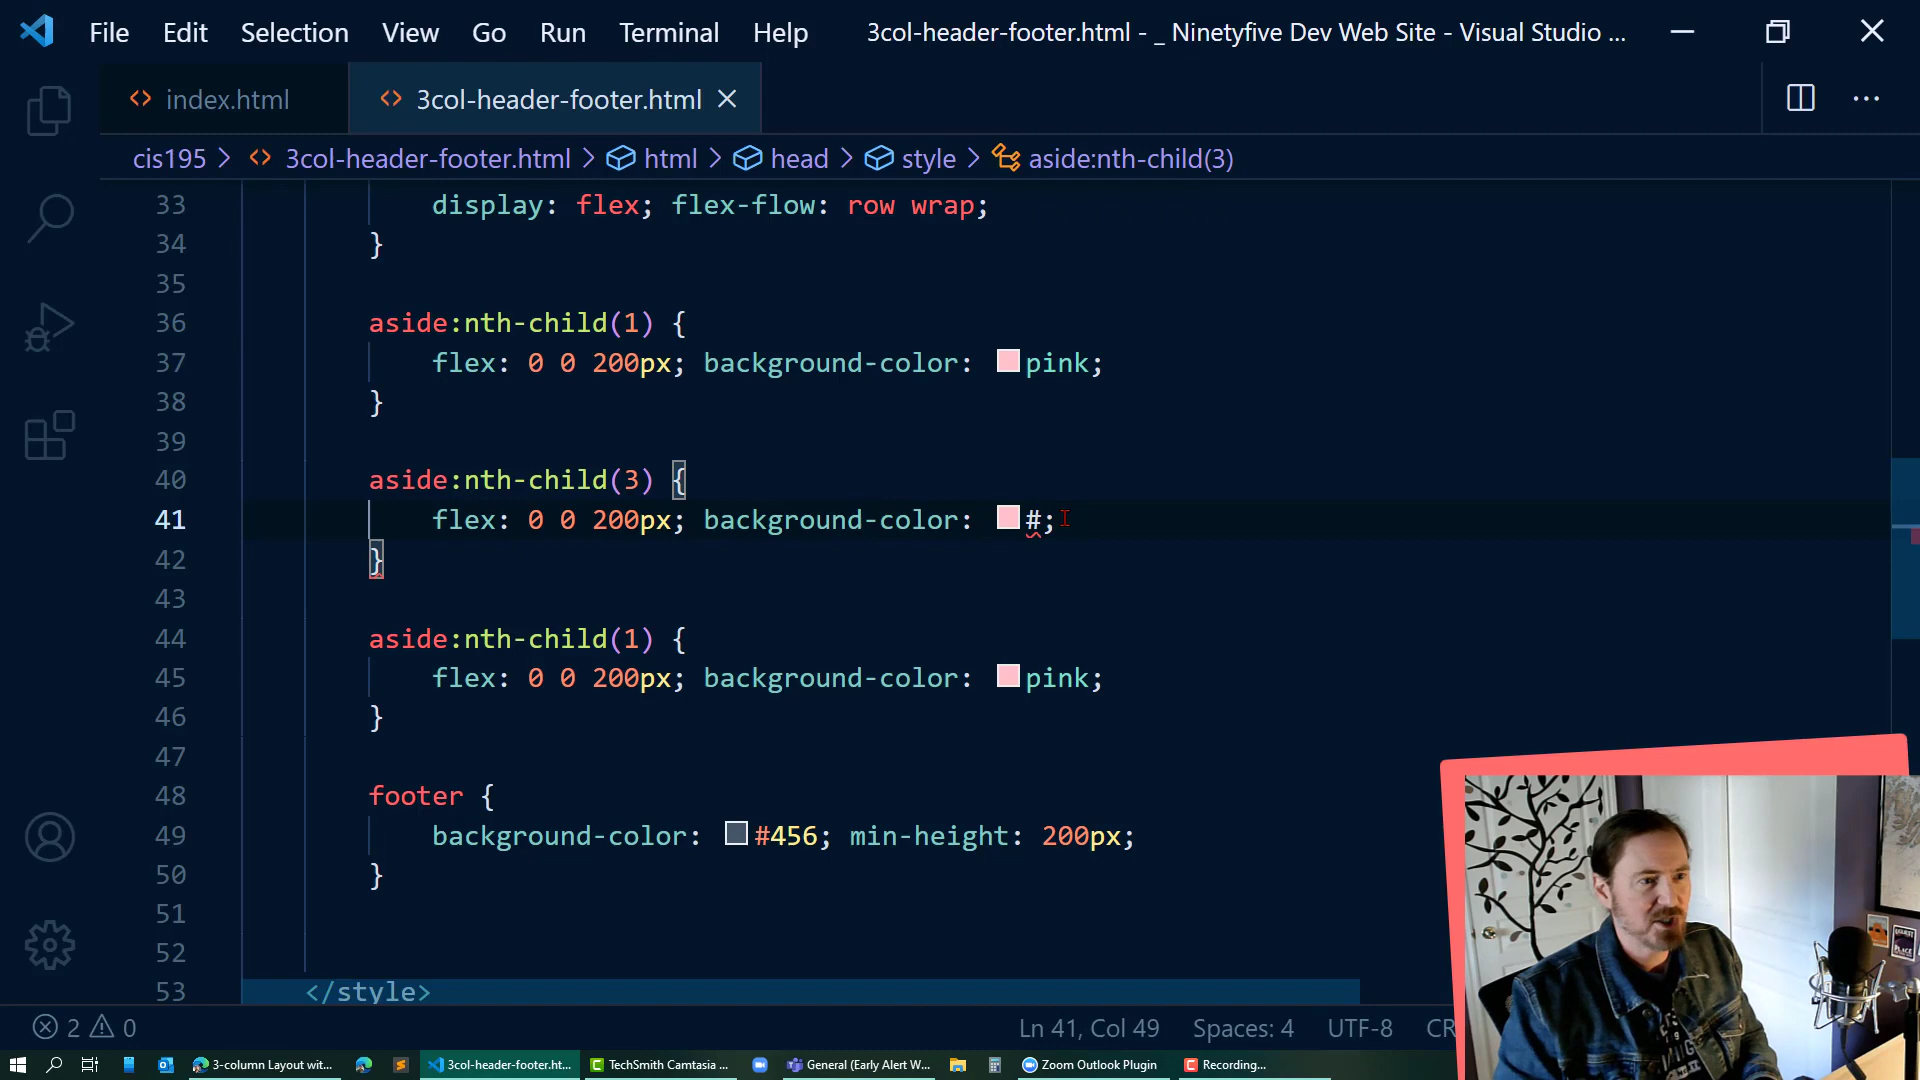 File Edit Selection View Go Run Terminal Help 3col-header-footer.html - _ Ninetyfive Dev Web Site - Visual Studio ...
index.html 3col-header-footer.html
cis195 > 3col-header-footer.html > html > head > style > aside:nth-child(3)
33 display: flex; flex-flow: row wrap;
34 }
35
36 aside:nth-child(1) {
37 flex: 0 0 200px; background-color: pink;
38 }
39
40 aside:nth-child(3) {
41 flex: 0 0 200px; background-color: #;
42 }
43
44 aside:nth-child(1) {
45 flex: 0 0 200px; background-color: pink;
46 }
47
48 footer {
49 background-color: #456; min-height: 200px;
50 }
51
52
53 </style>
2 0 Ln 41, Col 49 Spaces: 4 UTF-8 CR
3-column Layout wit... 3col-header-footer.ht... TechSmith Camtasia ... General (Early Alert W... Zoom Outlook Plugin Recording...